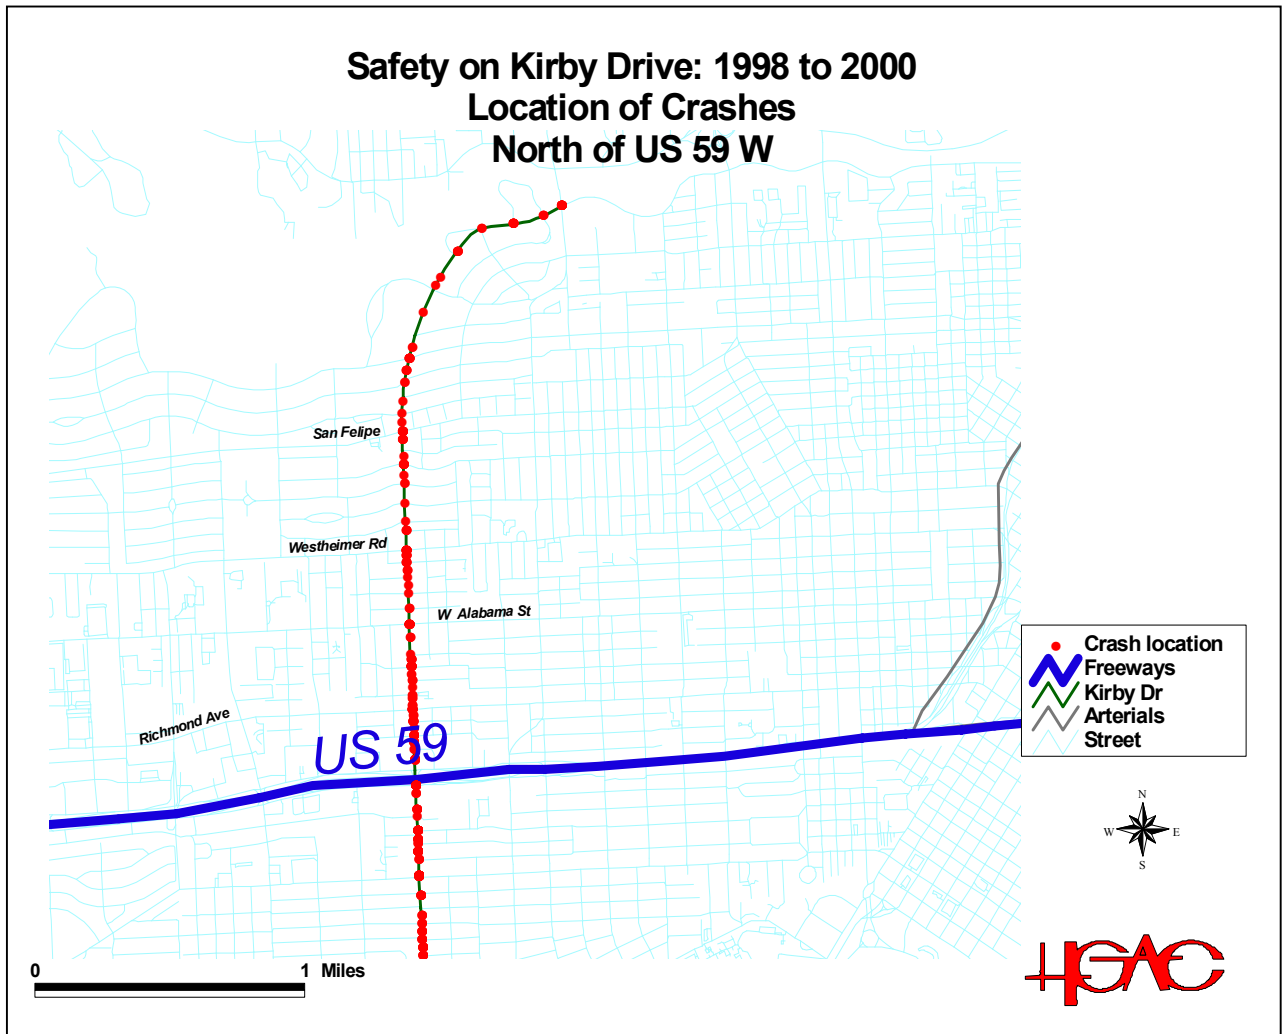 Safety on Kirby Drive: 1998 to 2000
Location of Crashes
North of US 59 W
San Felipe
Westheimer Rd
W Alabama St
Richmond Ave
US 59
Crash location
Freeways
Kirby Dr
Arterials
Street
N
W E
S
0 1 Miles
HGAC